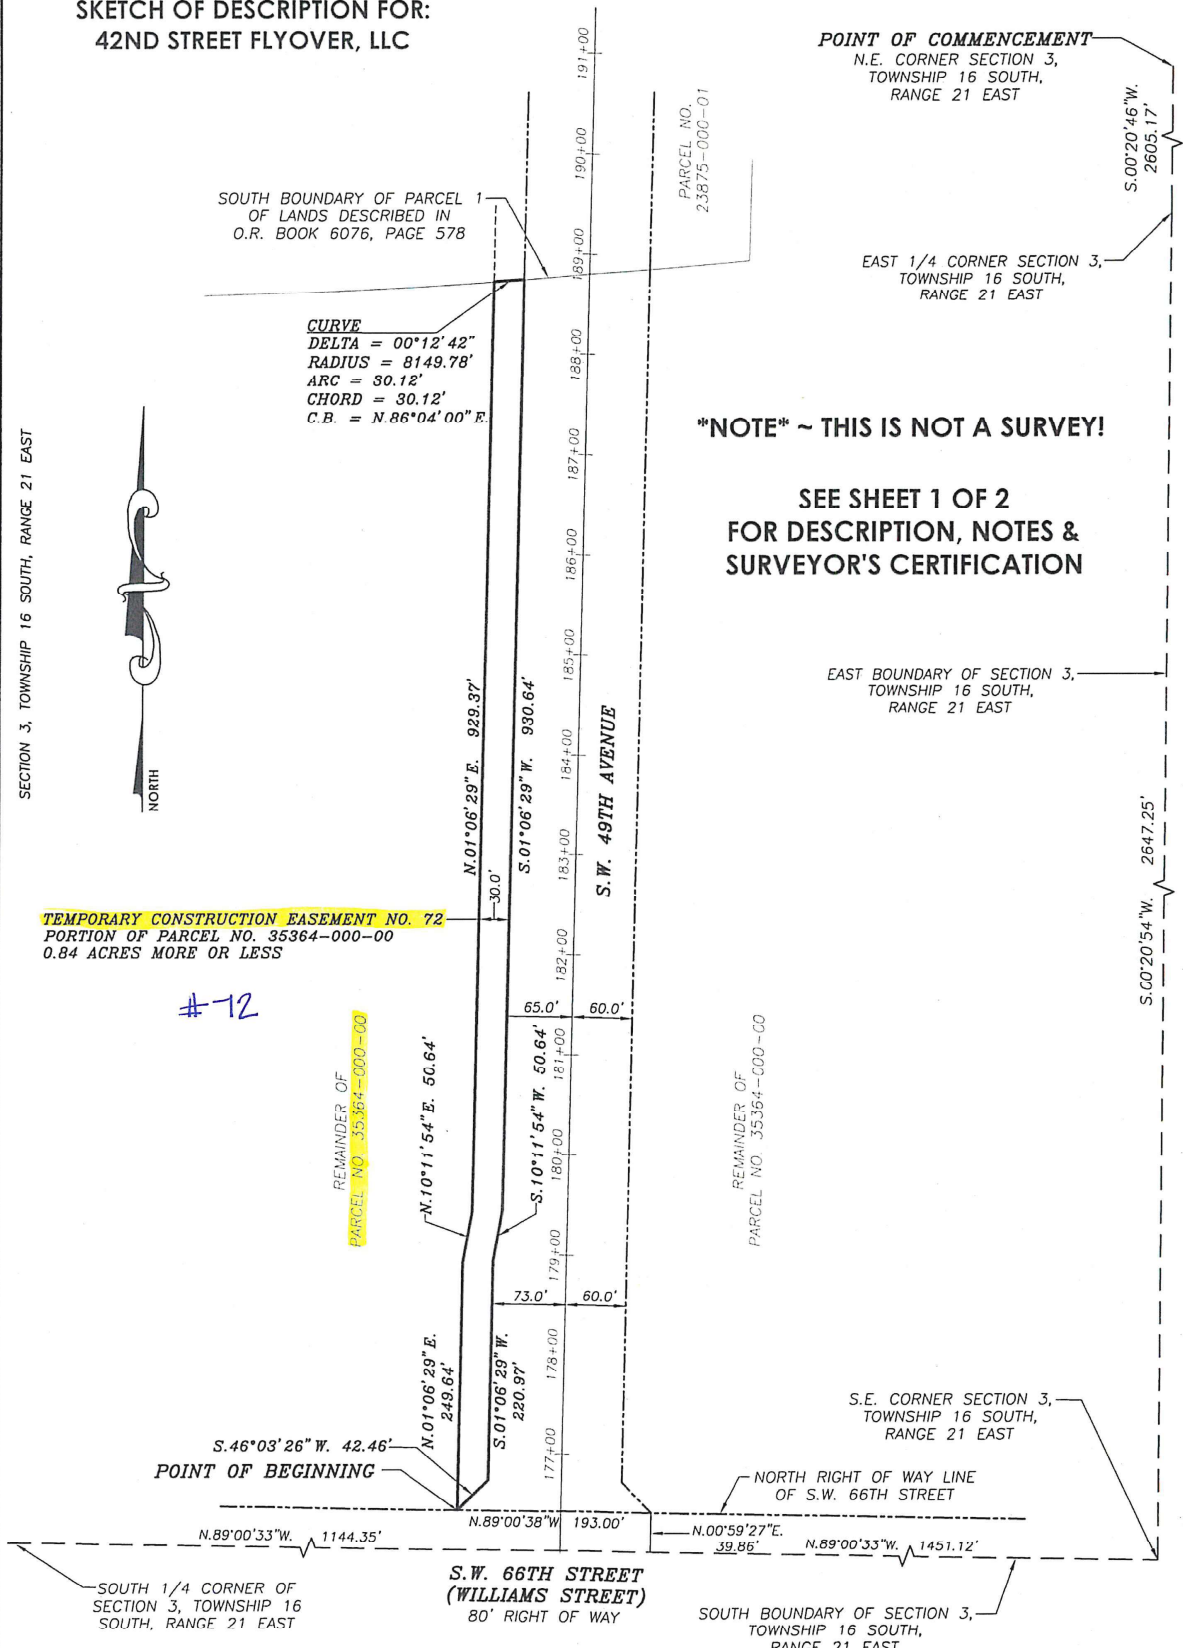 SKETCH OF DESCRIPTION FOR:
42ND STREET FLYOVER, LLC
POINT OF COMMENCEMENT
N.E. CORNER SECTION 3,
TOWNSHIP 16 SOUTH,
RANGE 21 EAST
S.00°20'46"W.
2605.17'
191+00
190+00
PARCEL NO.
23875-000-01
SOUTH BOUNDARY OF PARCEL 1
OF LANDS DESCRIBED IN
O.R. BOOK 6076, PAGE 578
189+00
EAST 1/4 CORNER SECTION 3,
TOWNSHIP 16 SOUTH,
RANGE 21 EAST
CURVE
DELTA = 00°12'42"
RADIUS = 8149.78'
ARC = 30.12'
CHORD = 30.12'
C.B. = N.86°04'00"E.
188+00
187+00
*NOTE* ~ THIS IS NOT A SURVEY!
SEE SHEET 1 OF 2
FOR DESCRIPTION, NOTES &
SURVEYOR'S CERTIFICATION
SECTION 3, TOWNSHIP 16 SOUTH, RANGE 21 EAST
NORTH
186+00
185+00
EAST BOUNDARY OF SECTION 3,
TOWNSHIP 16 SOUTH,
RANGE 21 EAST
N.01°06'29"E. 929.37'
S.01°06'29"W. 930.64'
184+00
S.W. 49TH AVENUE
183+00
30.0'
S.00°20'54"W. 2647.25'
TEMPORARY CONSTRUCTION EASEMENT NO. 72
PORTION OF PARCEL NO. 35364-000-00
0.84 ACRES MORE OR LESS
182+00
#72
65.0'
60.0'
REMAINDER OF
PARCEL NO. 35364-000-00
N.10°11'54"E. 50.64'
S.10°11'54"W. 50.64'
181+00
180+00
REMAINDER OF
PARCEL NO. 35364-000-00
179+00
73.0'
60.0'
N.01°06'29"E.
249.64'
S.01°06'29"W.
220.97'
178+00
177+00
S.E. CORNER SECTION 3,
TOWNSHIP 16 SOUTH,
RANGE 21 EAST
S.46°03'26"W. 42.46'
POINT OF BEGINNING
NORTH RIGHT OF WAY LINE
OF S.W. 66TH STREET
N.89°00'38"W. 193.00'
N.00°59'27"E.
39.86'
N.89°00'33"W. 1144.35'
N.89°00'33"W. 1451.12'
SOUTH 1/4 CORNER OF
SECTION 3, TOWNSHIP 16
SOUTH, RANGE 21 EAST
S.W. 66TH STREET
(WILLIAMS STREET)
80' RIGHT OF WAY
SOUTH BOUNDARY OF SECTION 3,
TOWNSHIP 16 SOUTH,
RANGE 21 EAST